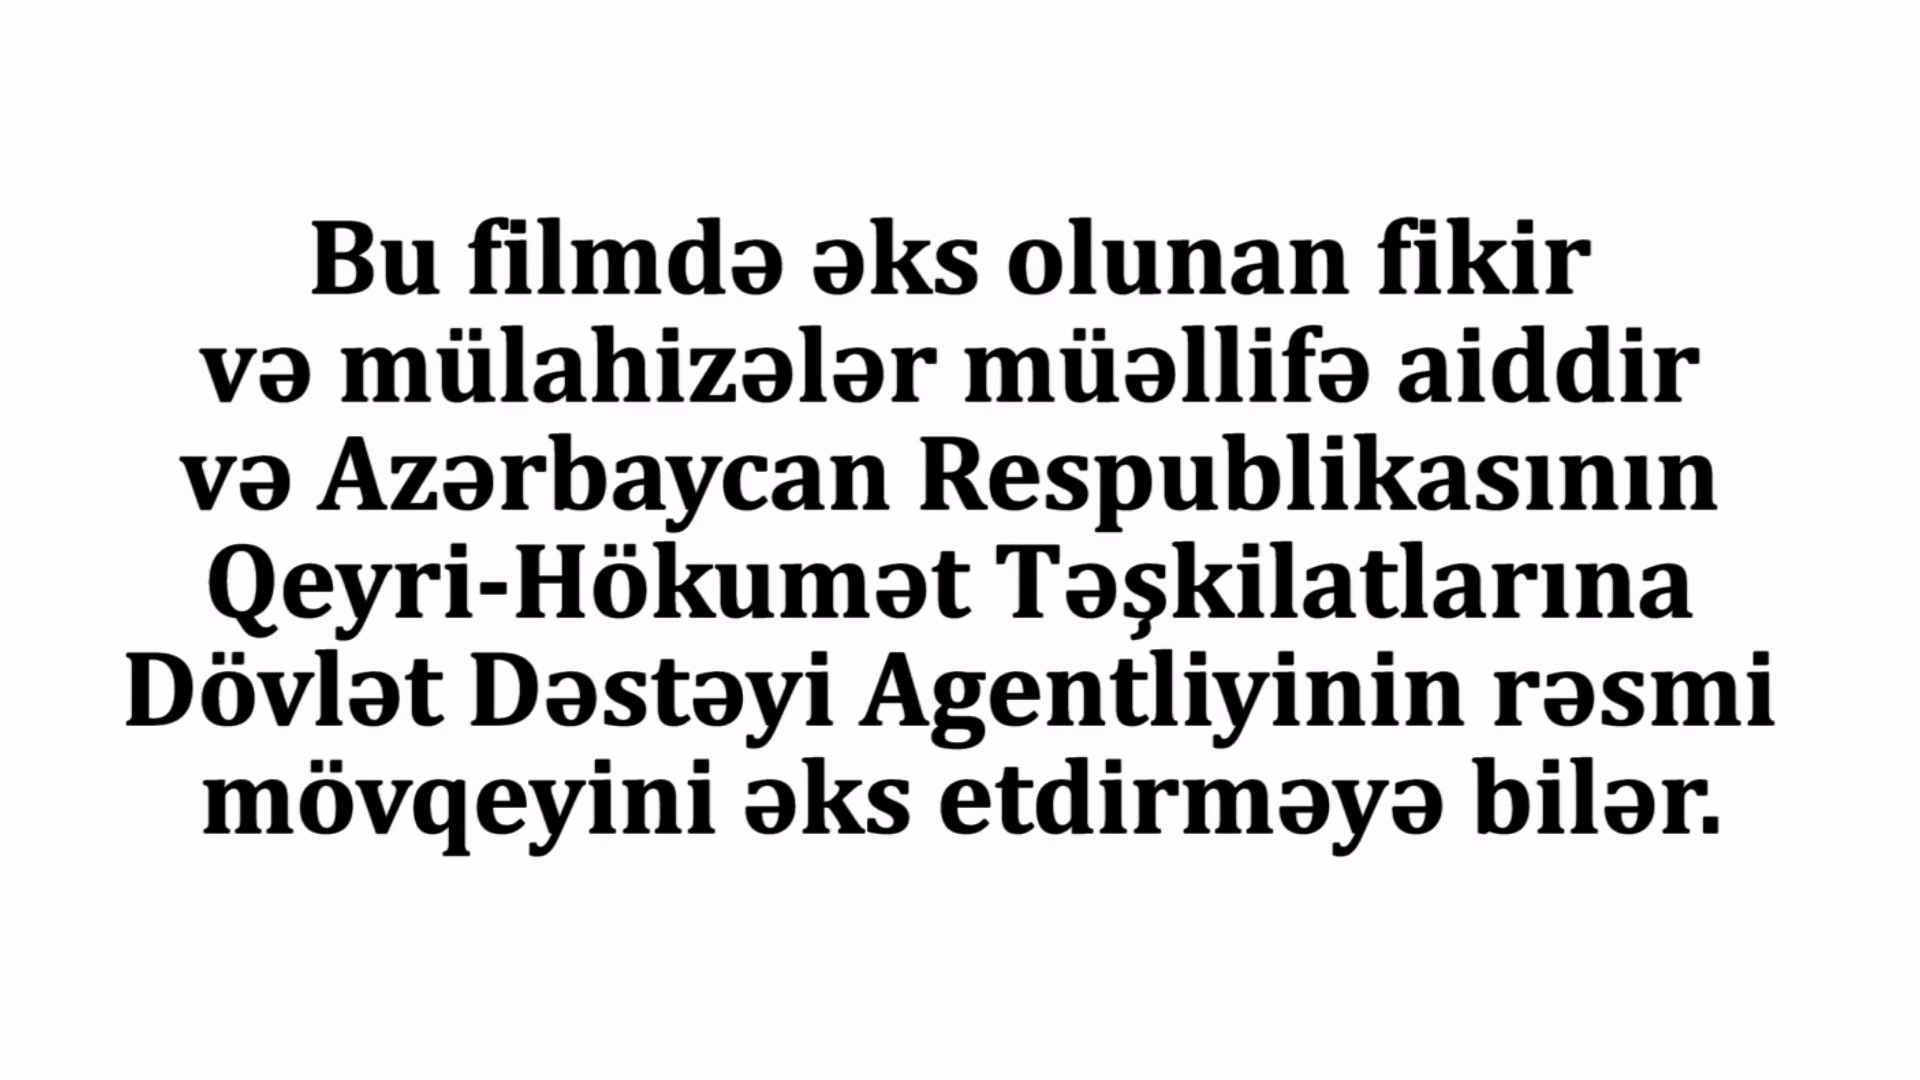 Bu filmdə əks olunan fikir
və mülahizələr müəllifə aiddir
və Azərbaycan Respublikasının
Qeyri-Hökumət Təşkilatlarına
Dövlət Dəstəyi Agentliyinin rəsmi
mövqeyini əks etdirməyə bilər.